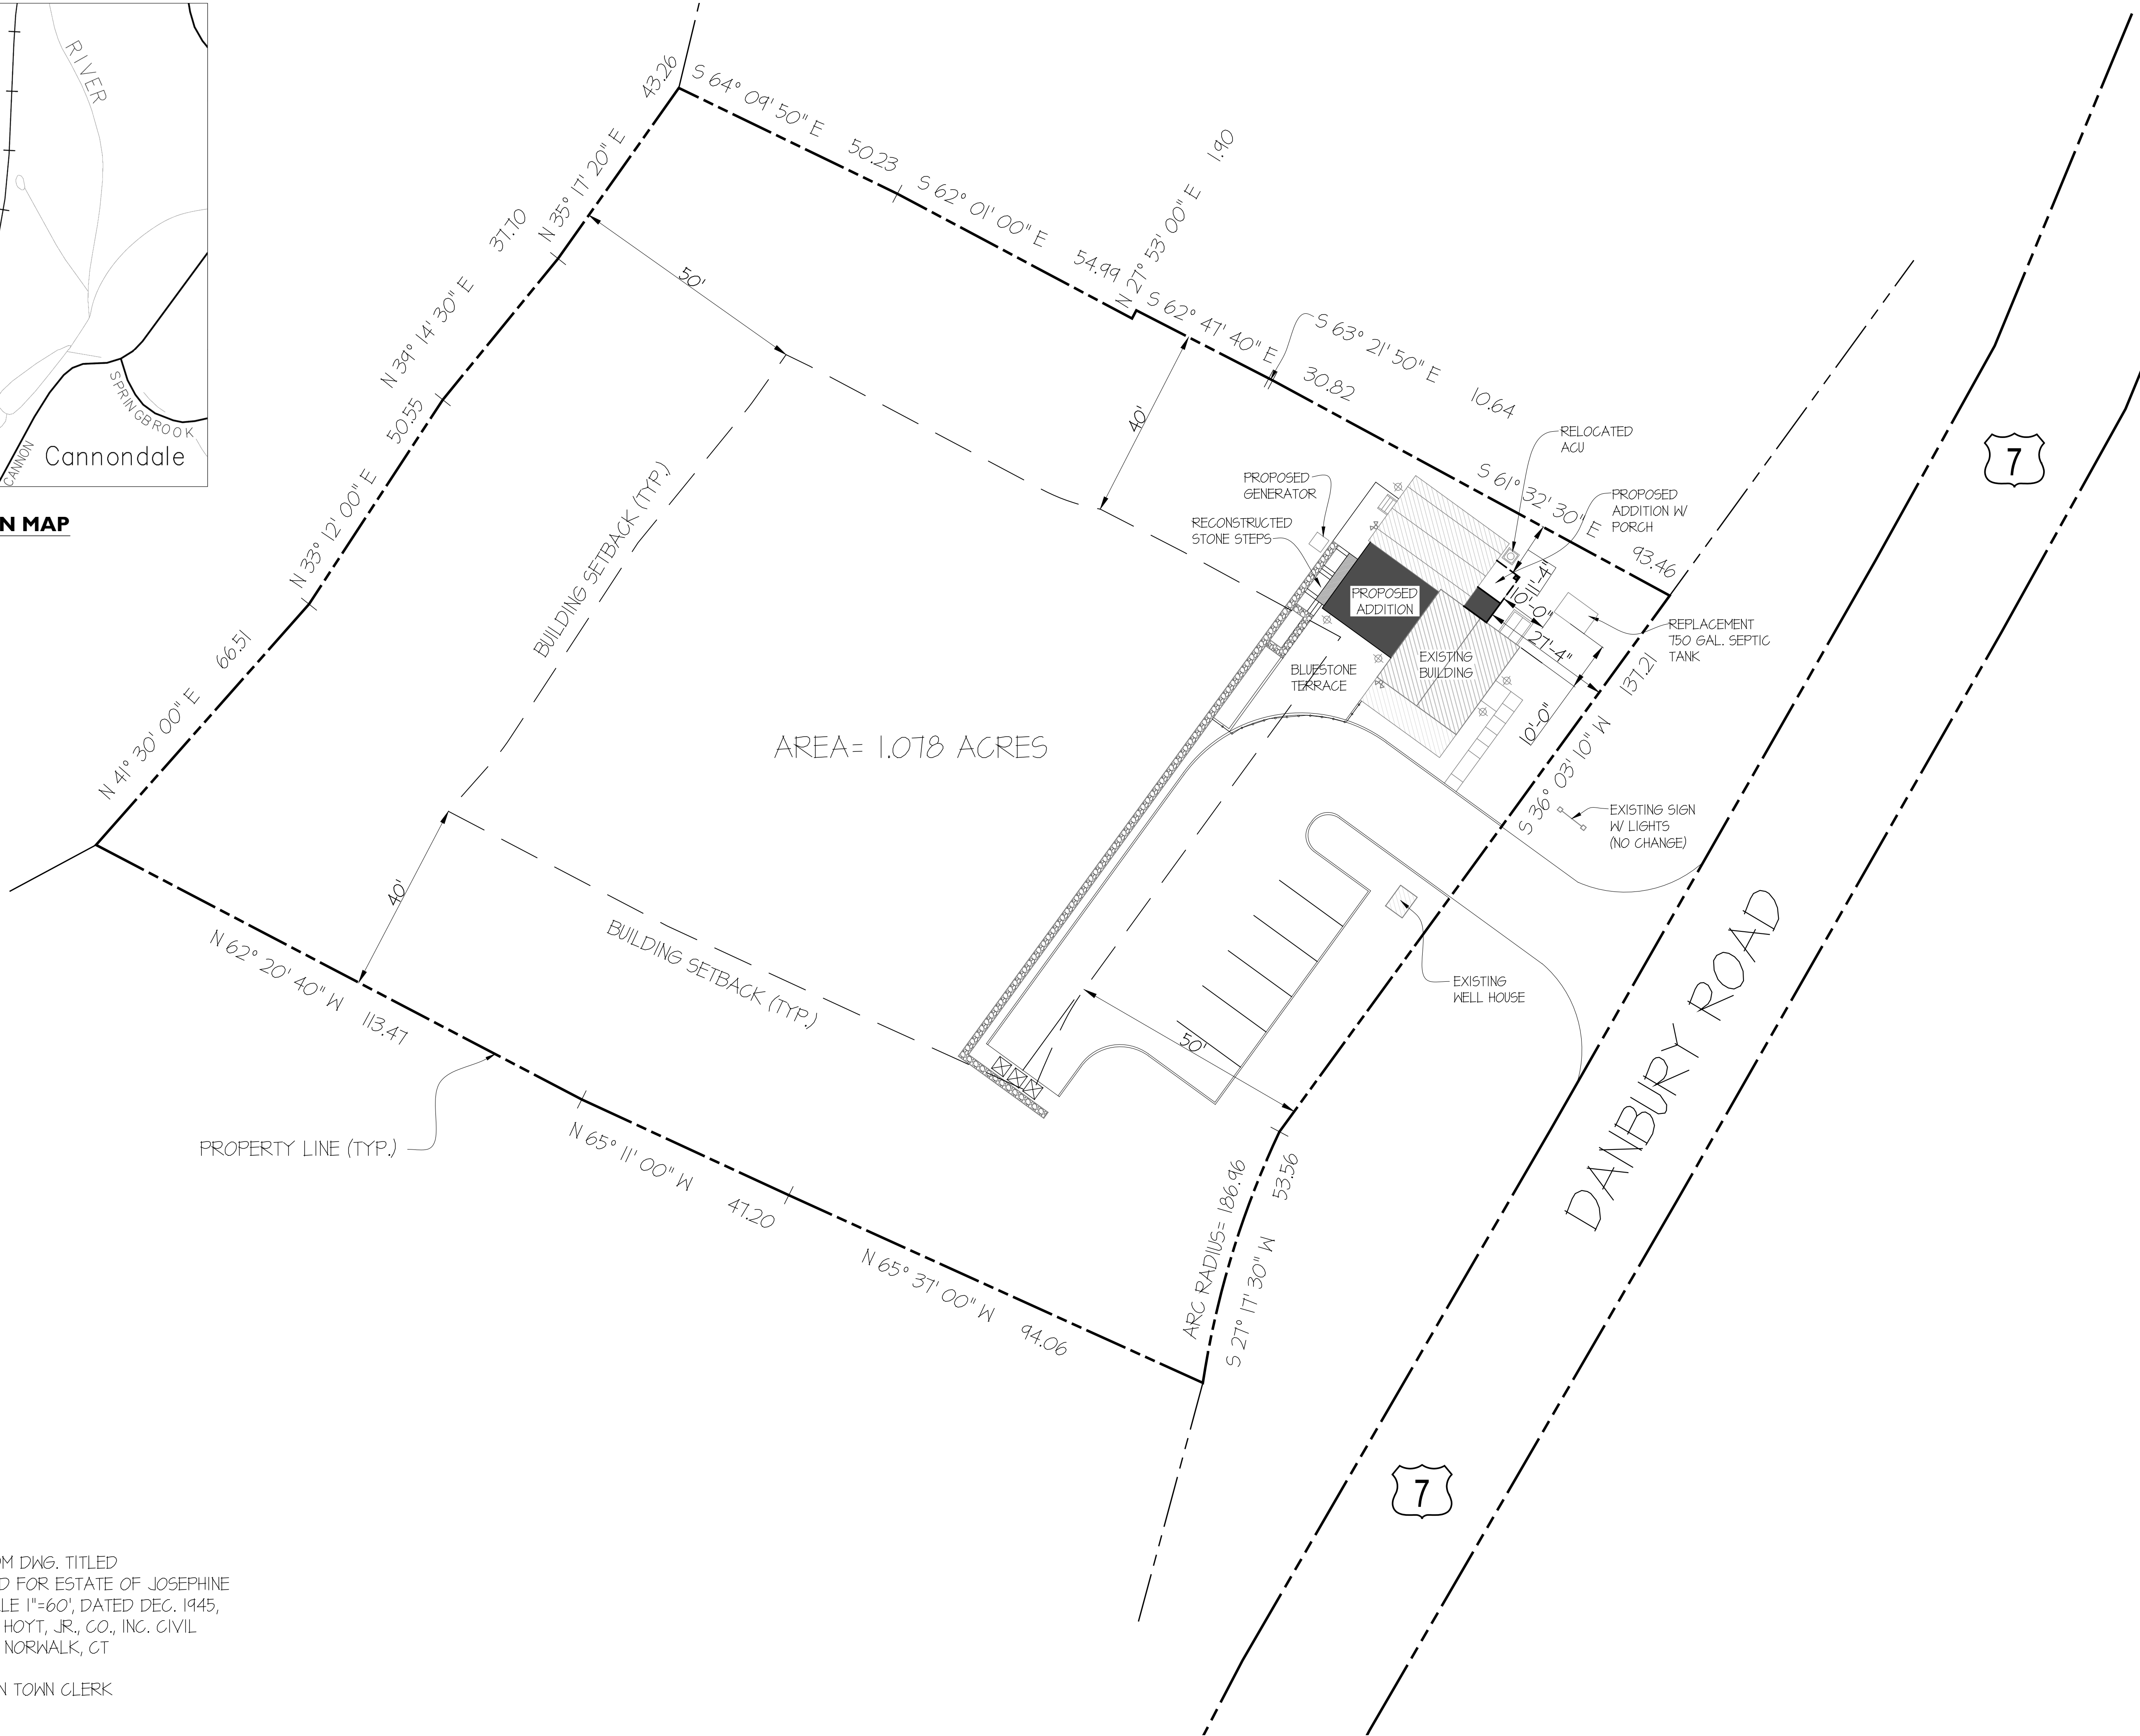 RIVER
SPRINGBROOK
CANNON
Cannondale
N MAP
43.26
N 35° 17' 20" E
37.70
N 39° 14' 30" E
50.55
N 33° 12' 00" E
66.51
N 41° 30' 00" E
S 64° 09' 50" E 50.23
S 62° 01' 00" E 54.99
N 27° 53' 00" E 1.90
S 62° 47' 40" E 30.82
S 63° 21' 50" E 10.64
S 61° 32' 30" E 93.46
50'
40'
BUILDING SETBACK (TYP.)
RELOCATED
ACU
PROPOSED
GENERATOR
PROPOSED
ADDITION W/
PORCH
RECONSTRUCTED
STONE STEPS
PROPOSED
ADDITION
11'-4"
10'-0"
27'-4"
10'-0"
REPLACEMENT
750 GAL. SEPTIC
TANK
EXISTING
BUILDING
BLUESTONE
TERRACE
137.21
S 36° 03' 10" W
AREA= 1.078 ACRES
EXISTING SIGN
W/ LIGHTS
(NO CHANGE)
40'
BUILDING SETBACK (TYP.)
EXISTING
WELL HOUSE
50'
N 62° 20' 40" W 113.47
PROPERTY LINE (TYP.)
N 65° 11' 00" W 47.20
N 65° 37' 00" W 94.06
ARC RADIUS= 186.96
S 27° 17' 30" W 53.56
DANBURY ROAD
7
7
OM DWG. TITLED
D FOR ESTATE OF JOSEPHINE
LE 1"=60', DATED DEC. 1945,
HOYT, JR., CO., INC. CIVIL
NORWALK, CT
N TOWN CLERK